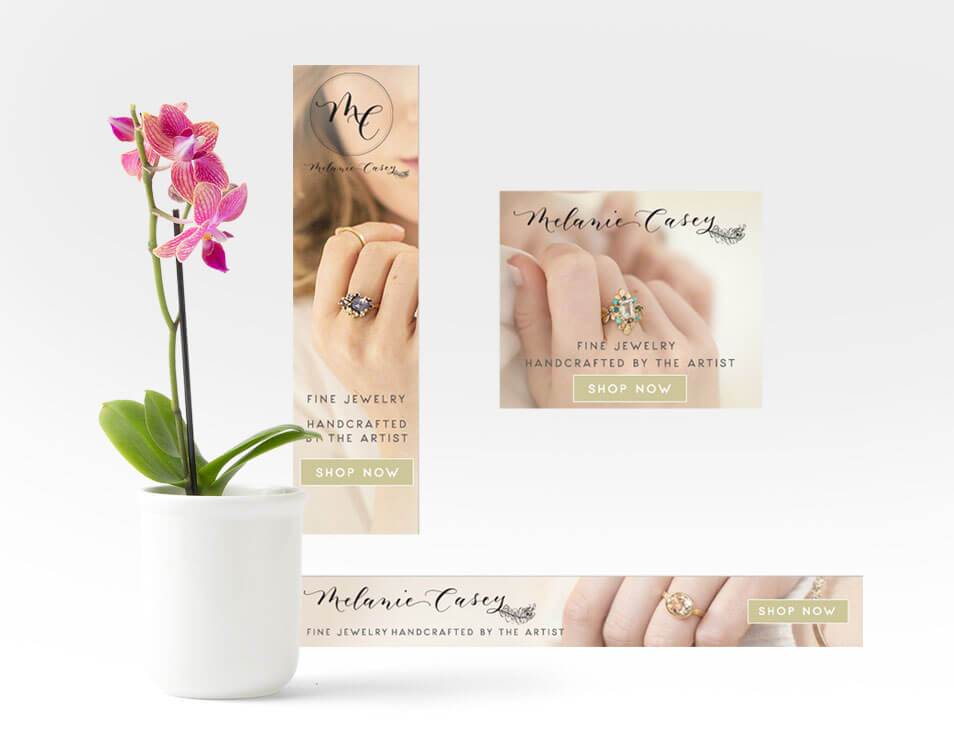 MC
Melanie Casey
FINE JEWELRY
HANDCRAFTED
BY THE ARTIST
SHOP NOW
Melanie Casey
FINE JEWELRY
HANDCRAFTED BY THE ARTIST
SHOP NOW
Melanie Casey
FINE JEWELRY HANDCRAFTED BY THE ARTIST
SHOP NOW